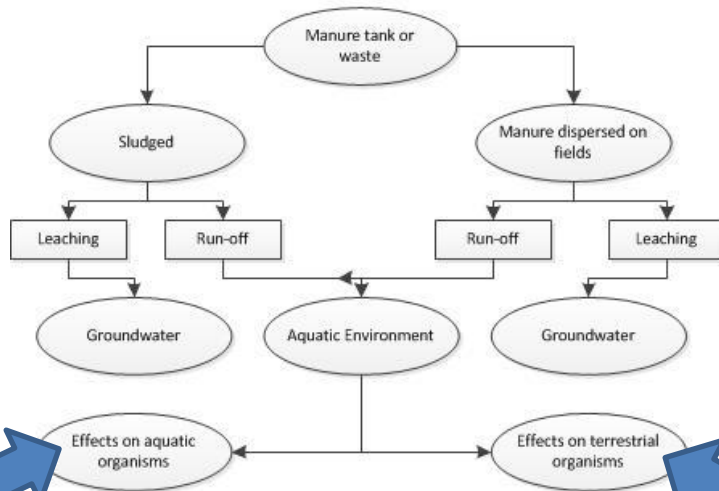 Manure tank or
waste
Sludged
Manure dispersed on
fields
Leaching
Run-off
Run-off
Leaching
Groundwater
Aquatic Environment
Groundwater
Effects on aquatic
organisms
Effects on terrestrial
organisms